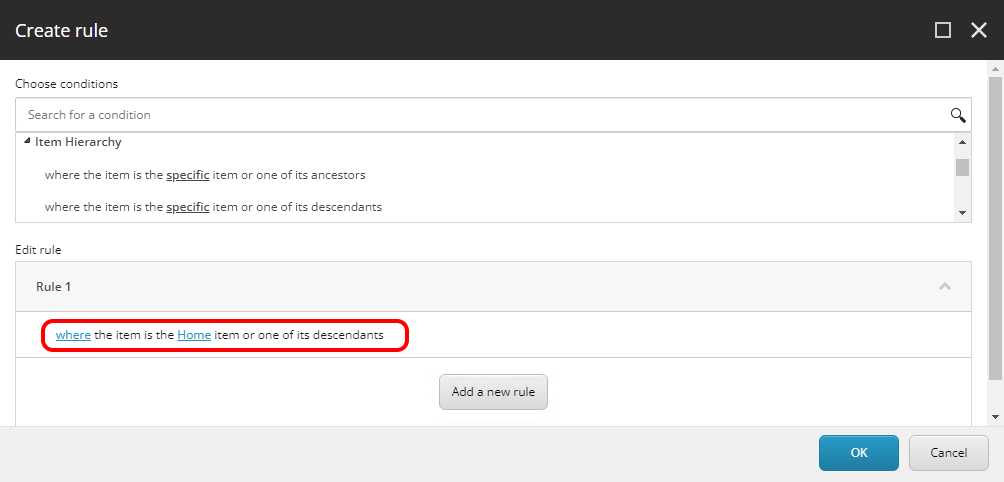 Create rule
Choose conditions
Search for a condition
Item Hierarchy
where the item is the specific item or one of its ancestors
where the item is the specific item or one of its descendants
Edit rule
Rule 1
where the item is the Home item or one of its descendants
Add a new rule
OK
Cancel